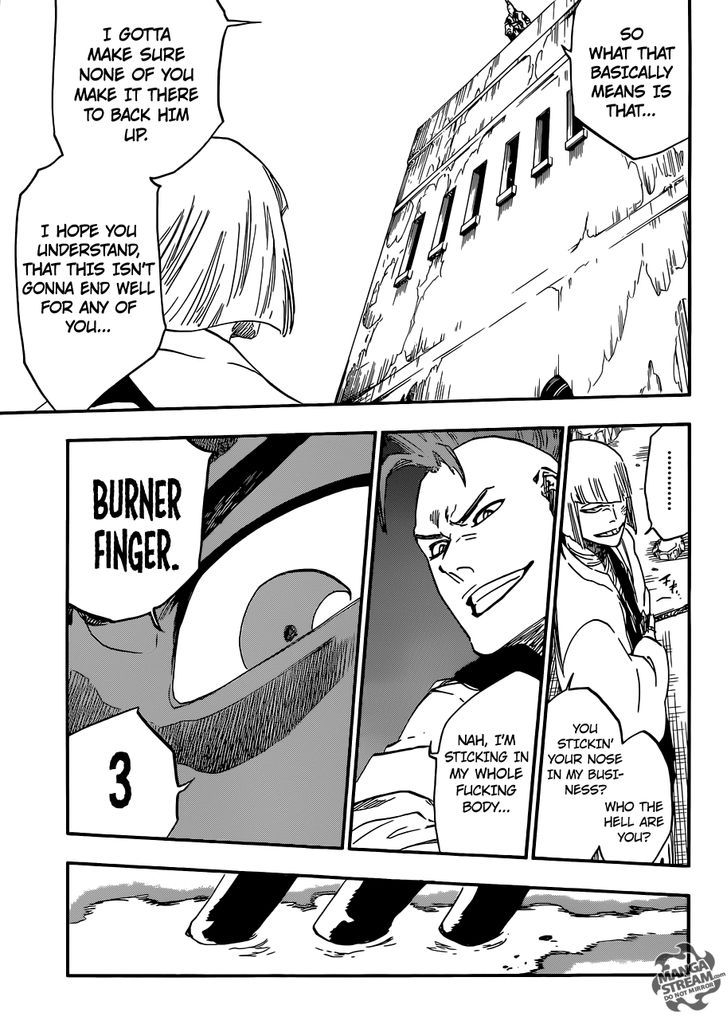 SO
WHAT THAT
BASICALLY
MEANS IS
THAT...
I GOTTA
MAKE SURE
NONE OF YOU
MAKE IT THERE
TO BACK HIM
UP.
I HOPE YOU
UNDERSTAND,
THAT THIS ISN'T
GONNA END WELL
FOR ANY OF
YOU...
..........
YOU
STICKIN'
YOUR NOSE
IN MY BUSI-
NESS?
WHO THE
HELL ARE
YOU?
NAH, I'M
STICKING IN
MY WHOLE
FUCKING
BODY...
BURNER
FINGER.
3
MANGA
STREAM.com
DO NOT MIRROR